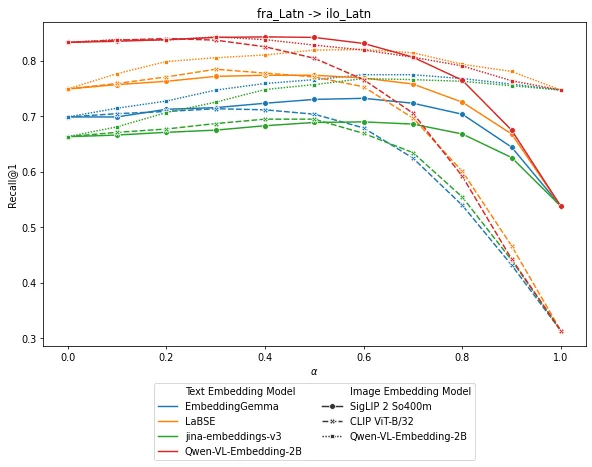 fra_Latn -> ilo_Latn
Recall@1
0.8
0.7
0.6
0.5
0.4
0.3
0.0 0.2 0.4 0.6 0.8 1.0
α
Text Embedding Model Image Embedding Model
EmbeddingGemma SigLIP 2 So400m
LaBSE CLIP ViT-B/32
jina-embeddings-v3 Qwen-VL-Embedding-2B
Qwen-VL-Embedding-2B